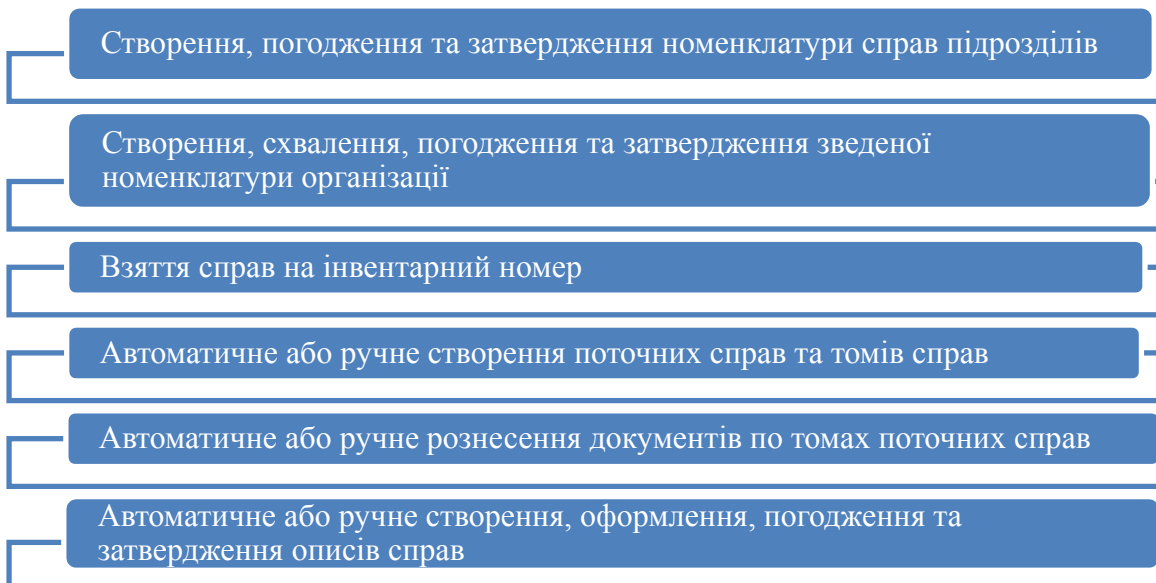 Створення, погодження та затвердження номенклатури справ підрозділів
Створення, схвалення, погодження та затвердження зведеної
номенклатури організації
Взяття справ на інвентарний номер
Автоматичне або ручне створення поточних справ та томів справ
Автоматичне або ручне рознесення документів по томах поточних справ
Автоматичне або ручне створення, оформлення, погодження та
затвердження описів справ